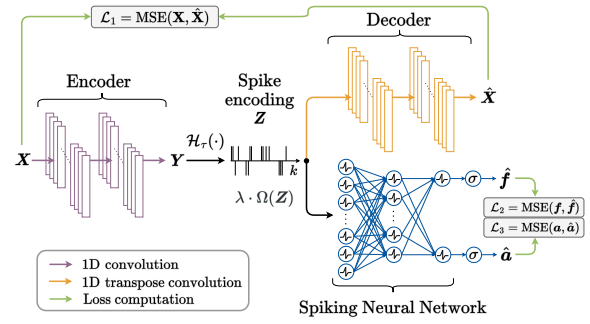 ℒ₁ = MSE(𝐗, 𝐗̂)
Decoder
Encoder
Spike
encoding
Z
X
Y
ℋτ(·)
k
X̂
λ · Ω(Z)
σ
f̂
ℒ₂ = MSE(f, f̂)
ℒ₃ = MSE(a, â)
σ
â
1D convolution
1D transpose convolution
Loss computation
Spiking Neural Network